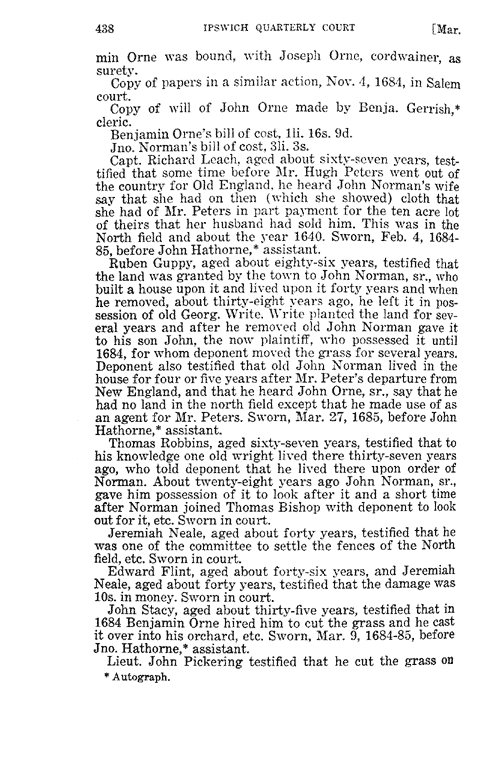 438 IPSWICH QUARTERLY COURT [Mar.
min Orne was bound, with Joseph Orne, cordwainer, as
surety.
Copy of papers in a similar action, Nov. 4, 1684, in Salem
court.
Copy of will of John Orne made by Benja. Gerrish,*
cleric.
Benjamin Orne's bill of cost, 1li. 16s. 9d.
Jno. Norman's bill of cost, 3li. 3s.
Capt. Richard Leach, aged about sixty-seven years, test-
tified that some time before Mr. Hugh Peters went out of
the country for Old England, he heard John Norman's wife
say that she had on then (which she showed) cloth that
she had of Mr. Peters in part payment for the ten acre lot
of theirs that her husband had sold him. This was in the
North field and about the year 1640. Sworn, Feb. 4, 1684-
85, before John Hathorne,* assistant.
Ruben Guppy, aged about eighty-six years, testified that
the land was granted by the town to John Norman, sr., who
built a house upon it and lived upon it forty years and when
he removed, about thirty-eight years ago, he left it in pos-
session of old Georg. Write. Write planted the land for sev-
eral years and after he removed old John Norman gave it
to his son John, the now plaintiff, who possessed it until
1684, for whom deponent moved the grass for several years.
Deponent also testified that old John Norman lived in the
house for four or five years after Mr. Peter's departure from
New England, and that he heard John Orne, sr., say that he
had no land in the north field except that he made use of as
an agent for Mr. Peters. Sworn, Mar. 27, 1685, before John
Hathorne,* assistant.
Thomas Robbins, aged sixty-seven years, testified that to
his knowledge one old wright lived there thirty-seven years
ago, who told deponent that he lived there upon order of
Norman. About twenty-eight years ago John Norman, sr.,
gave him possession of it to look after it and a short time
after Norman joined Thomas Bishop with deponent to look
out for it, etc. Sworn in court.
Jeremiah Neale, aged about forty years, testified that he
was one of the committee to settle the fences of the North
field, etc. Sworn in court.
Edward Flint, aged about forty-six years, and Jeremiah
Neale, aged about forty years, testified that the damage was
10s. in money. Sworn in court.
John Stacy, aged about thirty-five years, testified that in
1684 Benjamin Orne hired him to cut the grass and he cast
it over into his orchard, etc. Sworn, Mar. 9, 1684-85, before
Jno. Hathorne,* assistant.
Lieut. John Pickering testified that he cut the grass on
* Autograph.